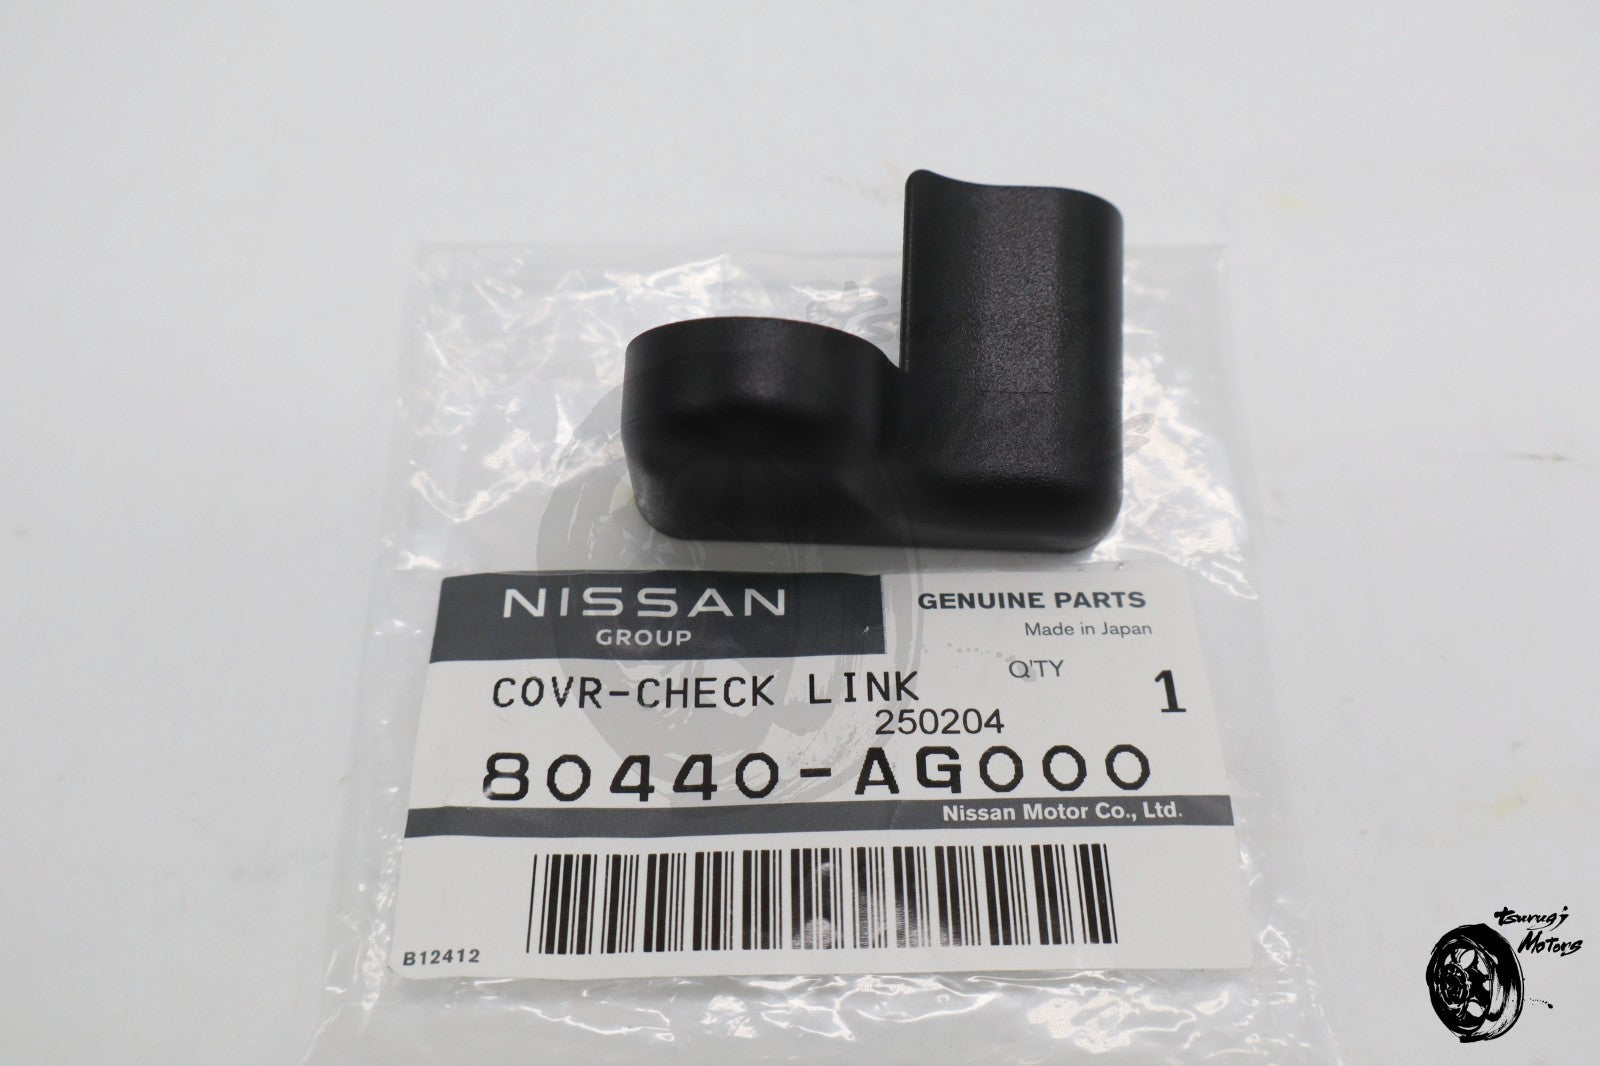 NISSAN
GROUP
GENUINE PARTS
Made in Japan
Q'TY
1
COVR-CHECK LINK
250204
80440-AG000
Nissan Motor Co., Ltd.
B12412
tsurugi
Motors